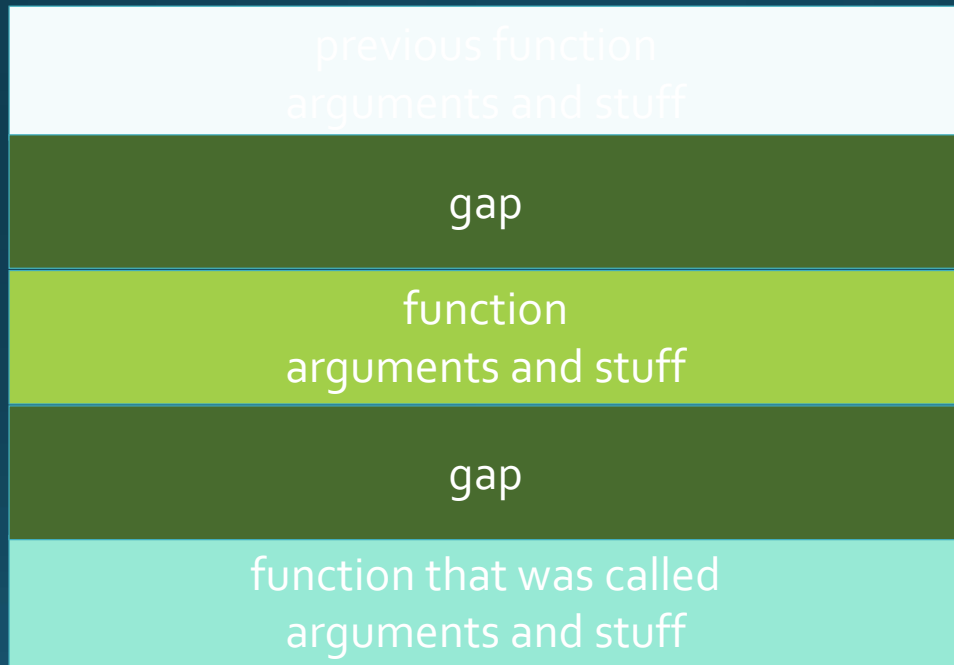 previous function
arguments and stuff
gap
function
arguments and stuff
gap
function that was called
arguments and stuff